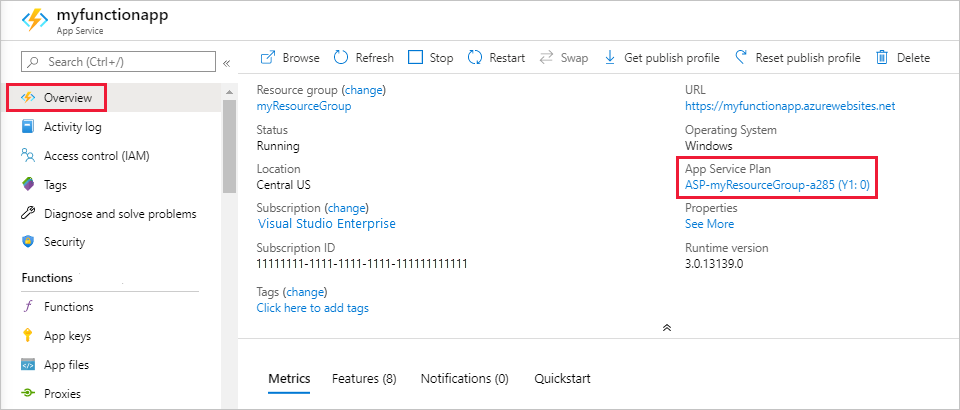 myfunctionapp
App Service
Search (Ctrl+/)
«
Browse Refresh Stop Restart Swap Get publish profile Reset publish profile Delete
Overview
Activity log
Access control (IAM)
Tags
Diagnose and solve problems
Security
Functions
Functions
App keys
App files
Proxies
Resource group (change)
myResourceGroup
Status
Running
Location
Central US
Subscription (change)
Visual Studio Enterprise
Subscription ID
11111111-1111-1111-1111-111111111111
Tags (change)
Click here to add tags
URL
https://myfunctionapp.azurewebsites.net
Operating System
Windows
App Service Plan
ASP-myResourceGroup-a285 (Y1: 0)
Properties
See More
Runtime version
3.0.13139.0
Metrics Features (8) Notifications (0) Quickstart